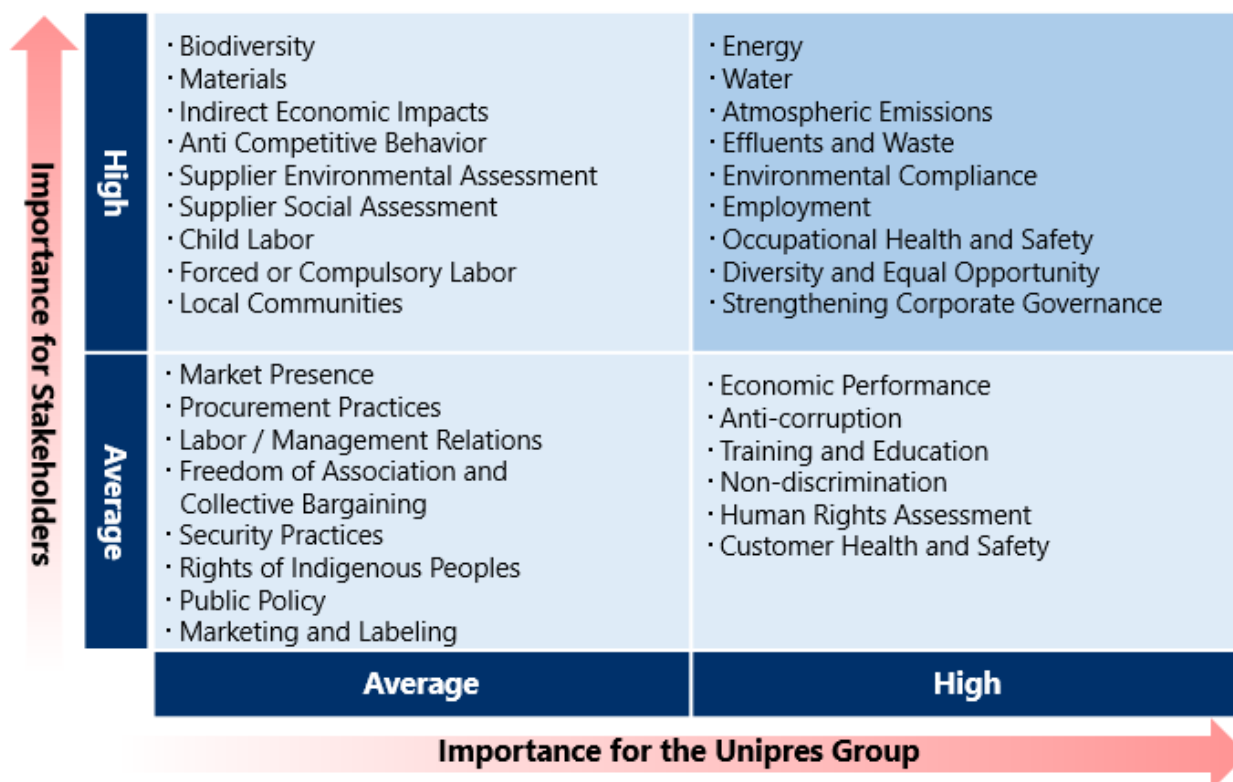 Importance for Stakeholders
High
· Biodiversity
· Materials
· Indirect Economic Impacts
· Anti Competitive Behavior
· Supplier Environmental Assessment
· Supplier Social Assessment
· Child Labor
· Forced or Compulsory Labor
· Local Communities
· Energy
· Water
· Atmospheric Emissions
· Effluents and Waste
· Environmental Compliance
· Employment
· Occupational Health and Safety
· Diversity and Equal Opportunity
· Strengthening Corporate Governance
Average
· Market Presence
· Procurement Practices
· Labor / Management Relations
· Freedom of Association and
Collective Bargaining
· Security Practices
· Rights of Indigenous Peoples
· Public Policy
· Marketing and Labeling
· Economic Performance
· Anti-corruption
· Training and Education
· Non-discrimination
· Human Rights Assessment
· Customer Health and Safety
Average
High
Importance for the Unipres Group